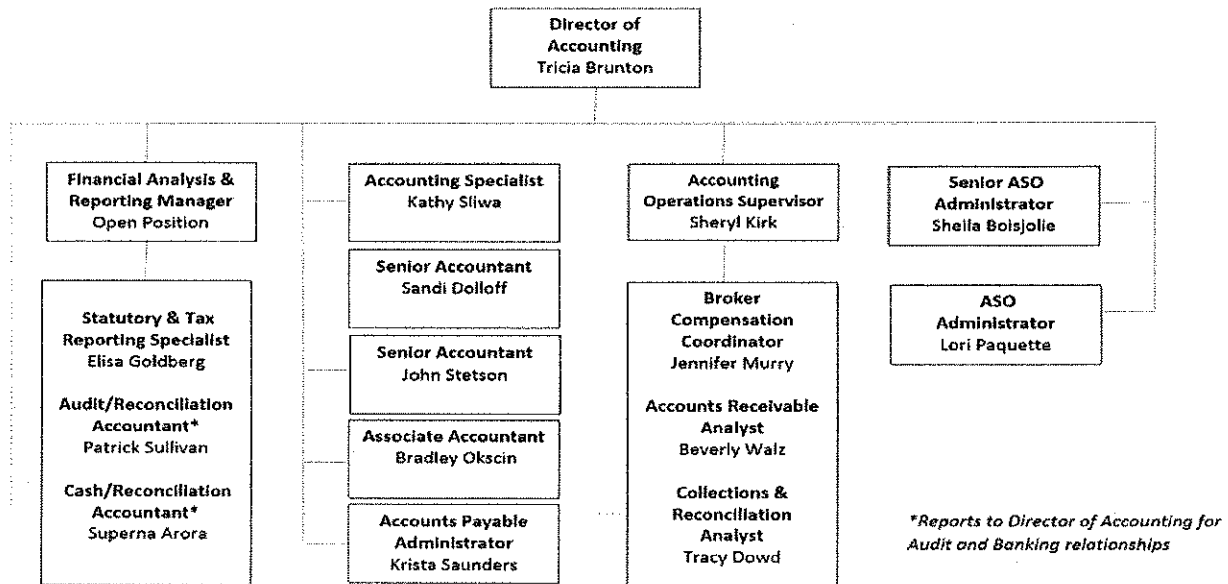 Director of
Accounting
Tricia Brunton
Financial Analysis &
Reporting Manager
Open Position
Statutory & Tax
Reporting Specialist
Elisa Goldberg
Audit/Reconciliation
Accountant*
Patrick Sullivan
Cash/Reconciliation
Accountant*
Superna Arora
Accounting Specialist
Kathy Sliwa
Senior Accountant
Sandi Dolloff
Senior Accountant
John Stetson
Associate Accountant
Bradley Okscin
Accounts Payable
Administrator
Krista Saunders
Accounting
Operations Supervisor
Sheryl Kirk
Broker
Compensation
Coordinator
Jennifer Murry
Accounts Receivable
Analyst
Beverly Walz
Collections &
Reconciliation
Analyst
Tracy Dowd
Senior ASO
Administrator
Sheila Boisjolie
ASO
Administrator
Lori Paquette
*Reports to Director of Accounting for
Audit and Banking relationships